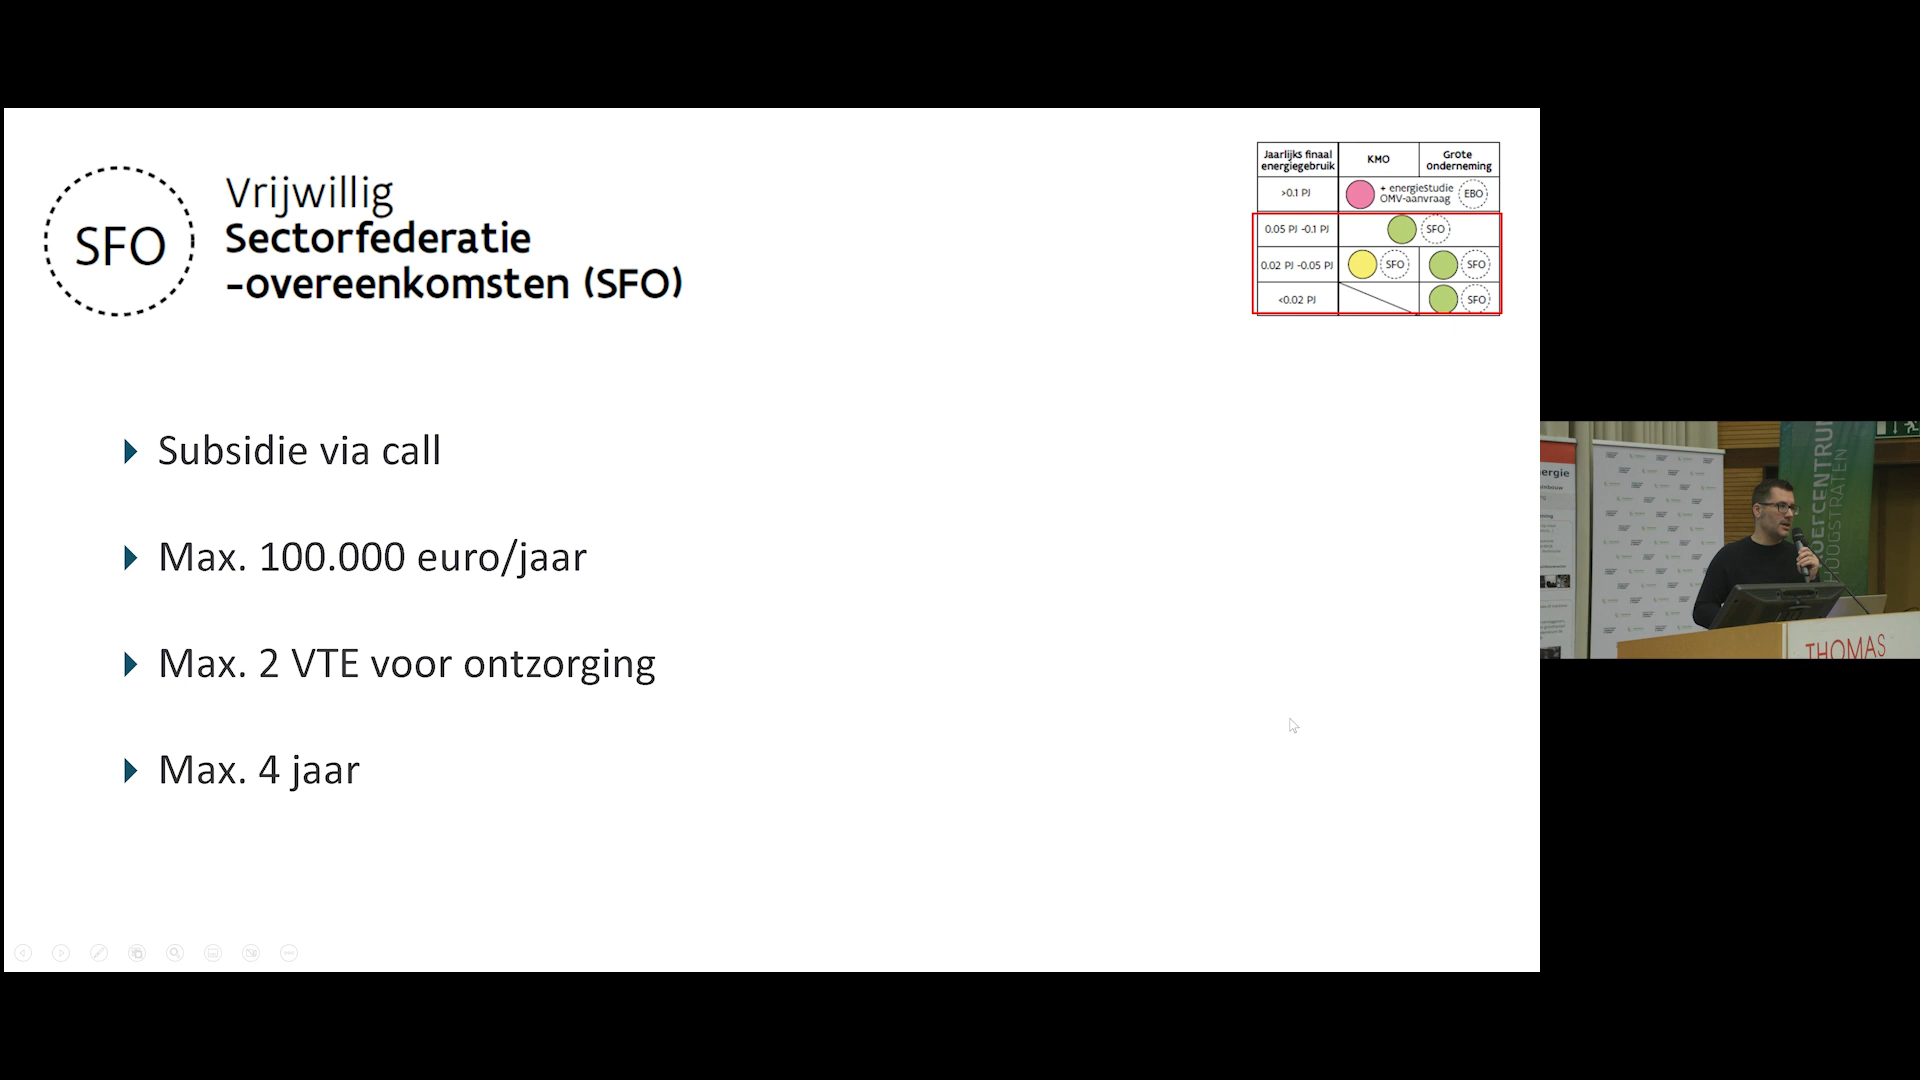 SFO
Vrijwillig
Sectorfederatie
-overeenkomsten (SFO)
Jaarlijks finaal energiegebruik
KMO
Grote onderneming
>0.1 PJ
+ energiestudie
OMV-aanvraag
EBO
0.05 PJ -0.1 PJ
SFO
0.02 PJ -0.05 PJ
SFO
SFO
<0.02 PJ
SFO
Subsidie via call
Max. 100.000 euro/jaar
Max. 2 VTE voor ontzorging
Max. 4 jaar
ergie
HOOGSTRATEN
THOMAS